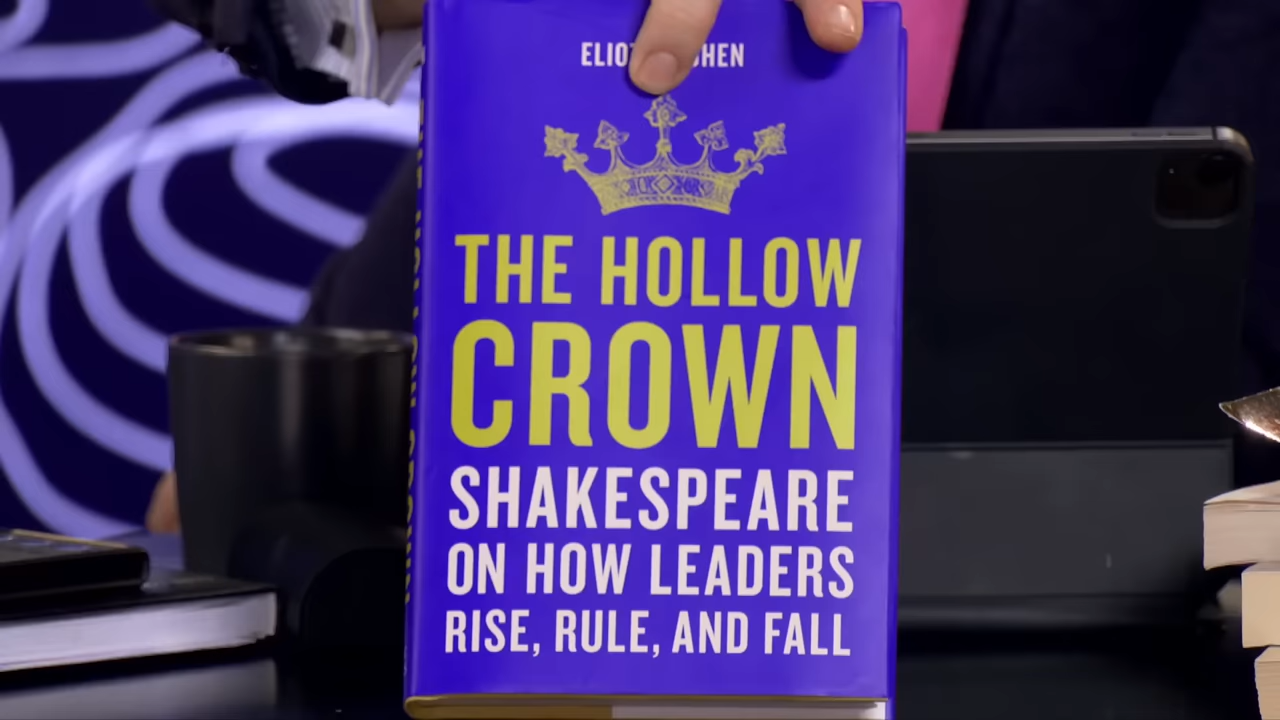 THE HOLLOW
CROWN
SHAKESPEARE
ON HOW LEADERS
RISE, RULE, AND FALL